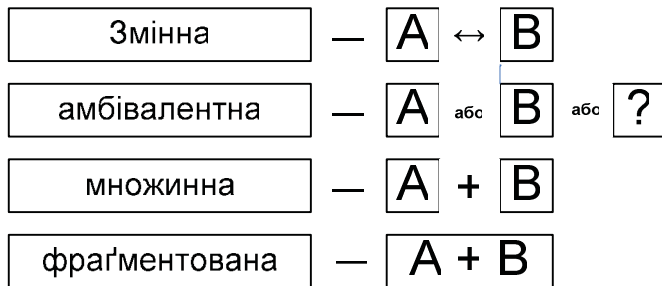 Змінна — A ↔ B
амбівалентна — A або B або ?
множинна — A + B
фраґментована — A + B